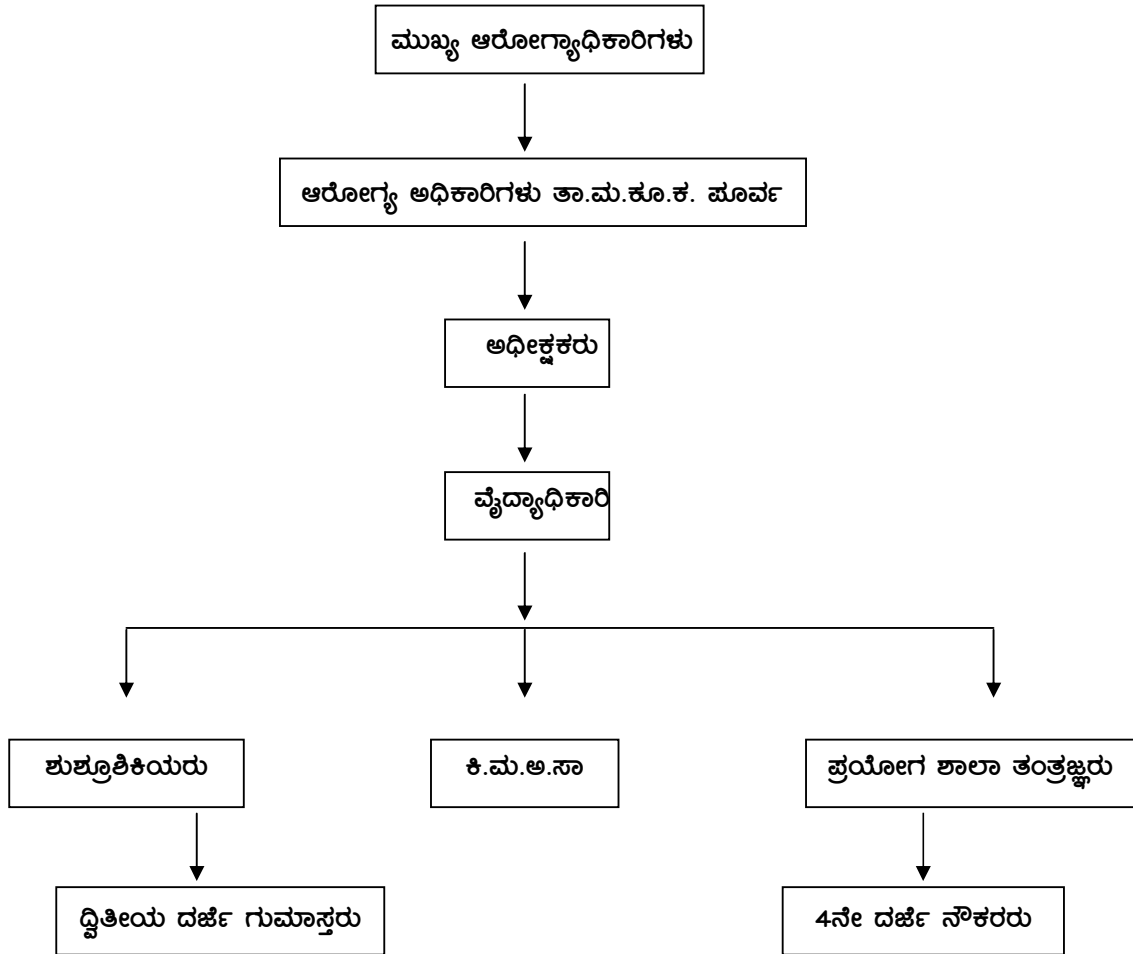 ಮುಖ್ಯ ಆರೋಗ್ಯಾಧಿಕಾರಿಗಳು
ಆರೋಗ್ಯ ಅಧಿಕಾರಿಗಳು ತಾ.ಮ.ಕೂ.ಕ. ಪೂರ್ವ
ಅಧೀಕ್ಷಕರು
ವೈದ್ಯಾಧಿಕಾರಿ
ಶುಶ್ರೂಶಿಕಿಯರು
ಕಿ.ಮ.ಅ.ಸಾ
ಪ್ರಯೋಗ ಶಾಲಾ ತಂತ್ರಜ್ಞರು
ದ್ವಿತೀಯ ದರ್ಜೆ ಗುಮಾಸ್ತರು
4ನೇ ದರ್ಜೆ ನೌಕರರು